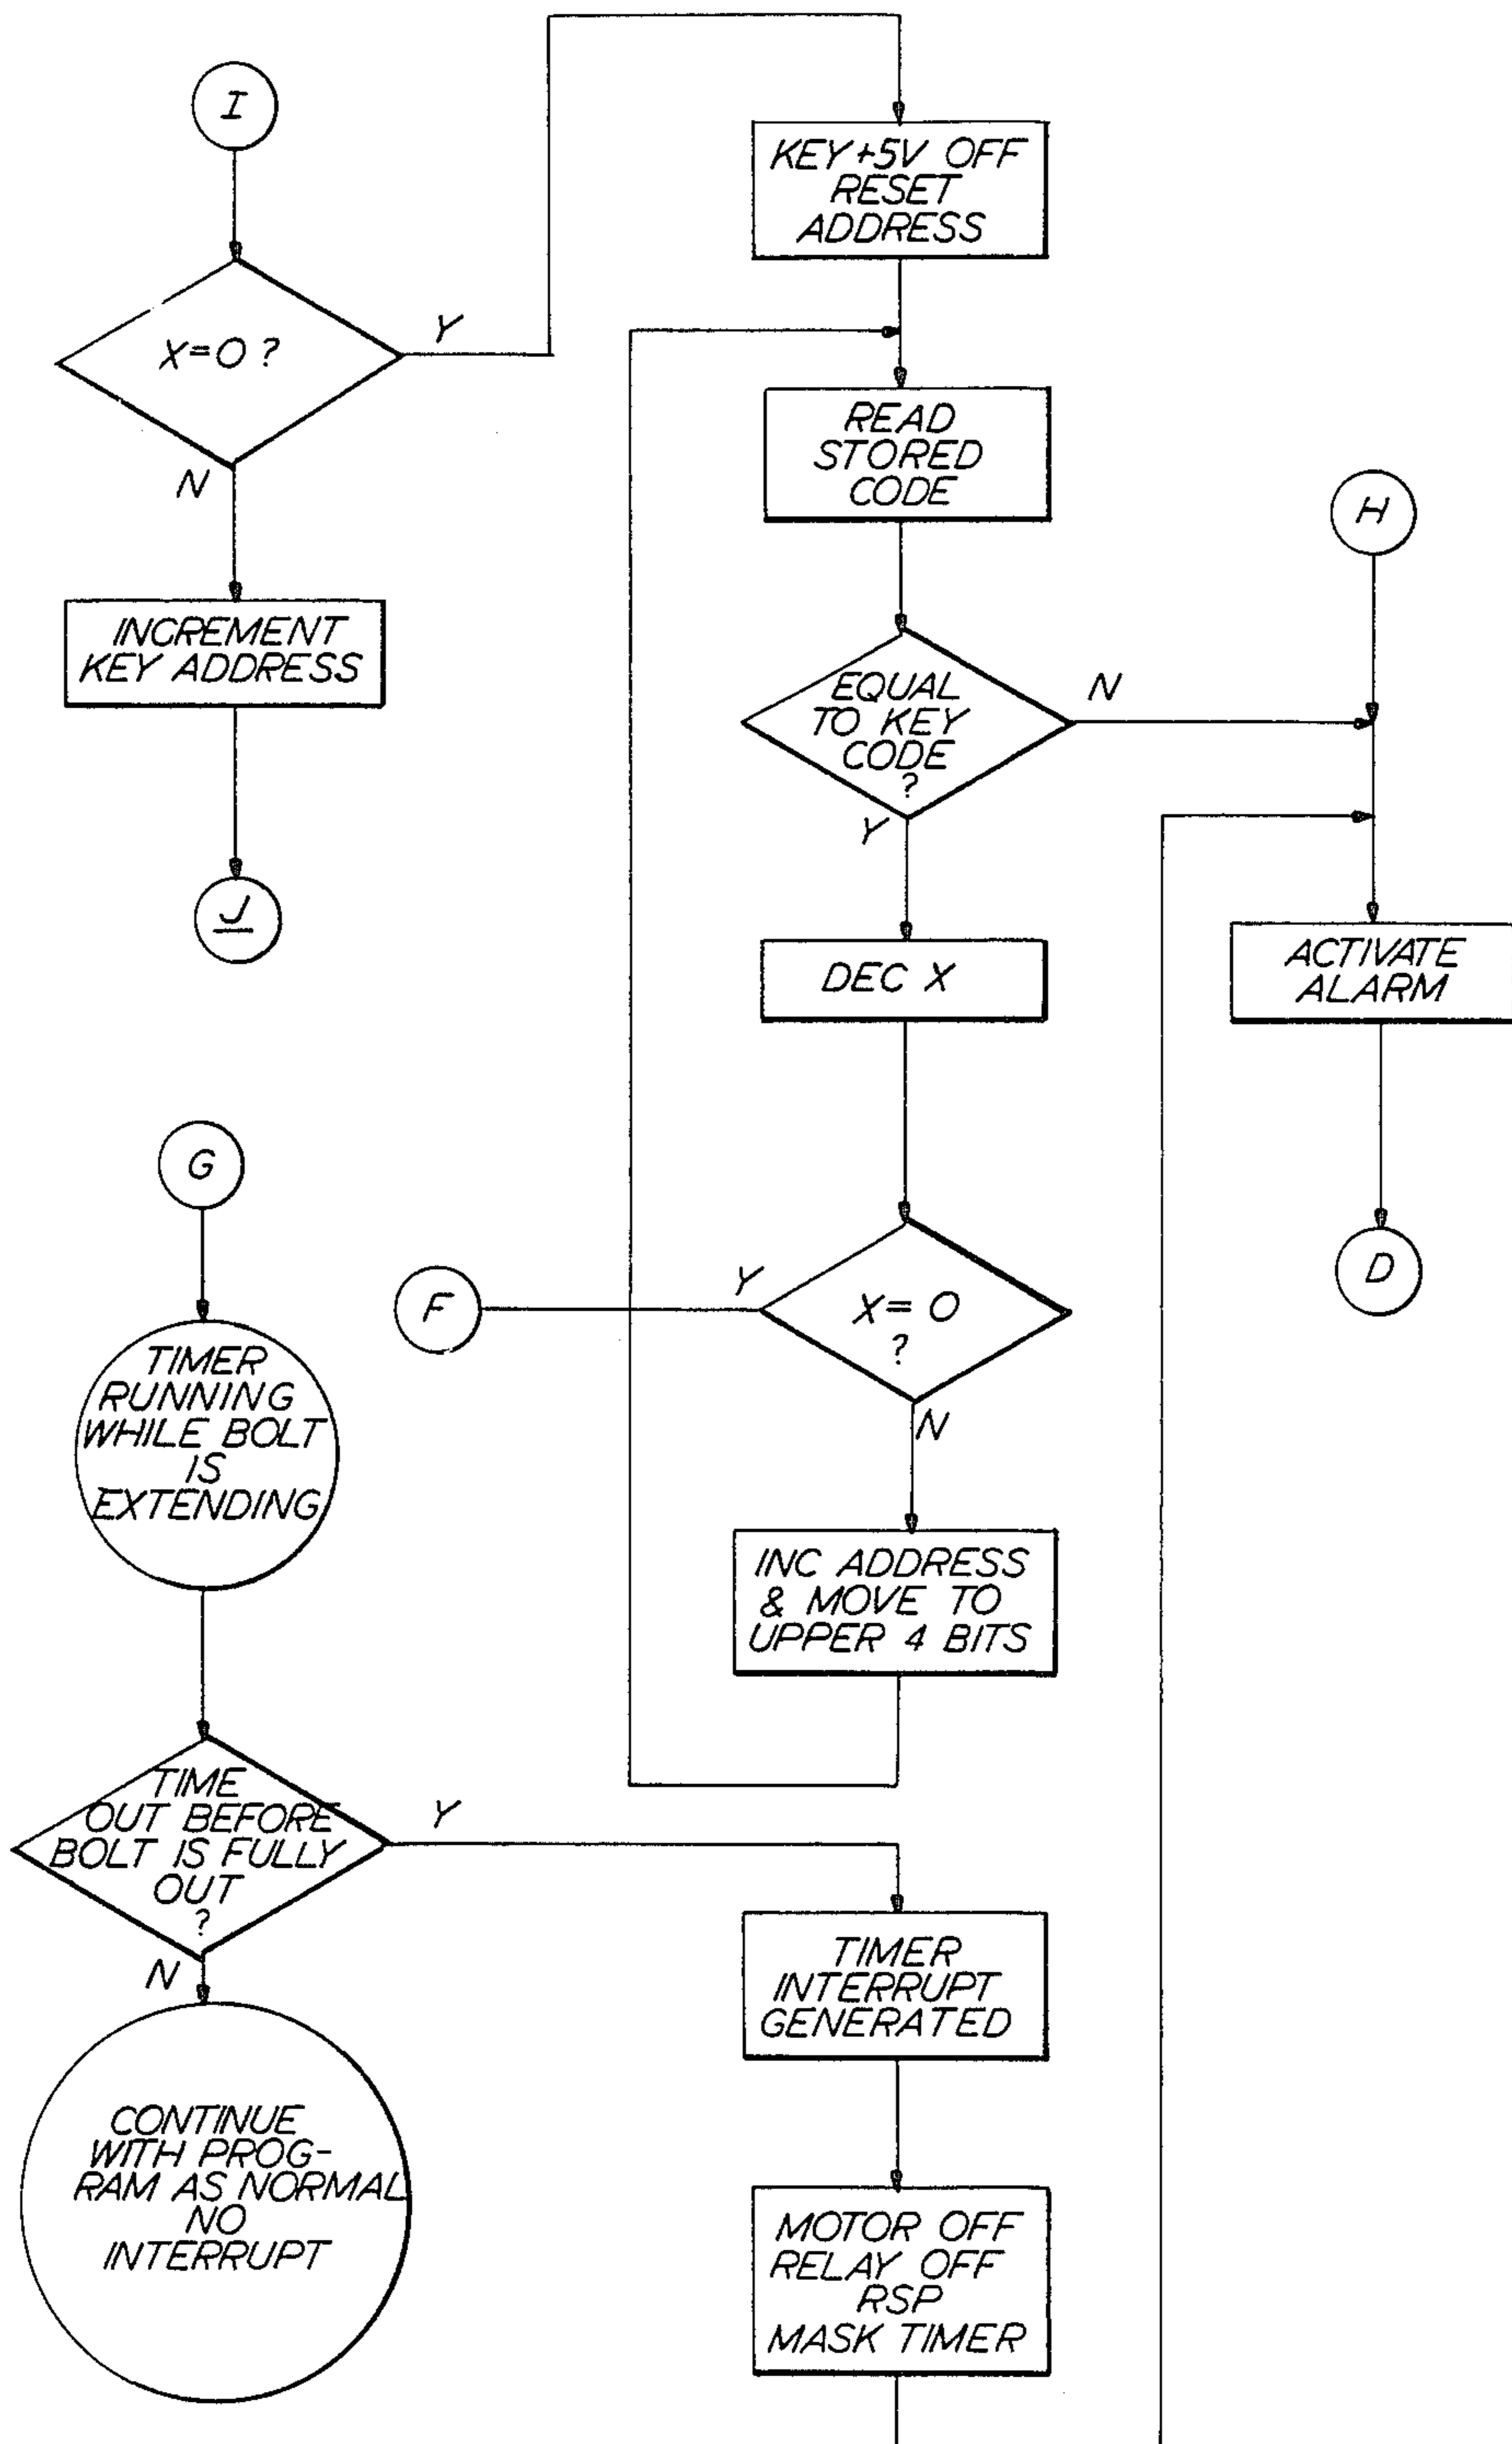 I
X=0?
Y
N
INCREMENT
KEY ADDRESS
J
KEY+5V OFF
RESET
ADDRESS
READ
STORED
CODE
EQUAL
TO KEY
CODE
?
N
Y
H
ACTIVATE
ALARM
D
DEC X
X=0
?
Y
F
N
INC ADDRESS
& MOVE TO
UPPER 4 BITS
G
TIMER
RUNNING
WHILE BOLT
IS
EXTENDING
TIME
OUT BEFORE
BOLT IS FULLY
OUT
?
Y
N
CONTINUE
WITH PROG-
RAM AS NORMAL
NO
INTERRUPT
TIMER
INTERRUPT
GENERATED
MOTOR OFF
RELAY OFF
RSP
MASK TIMER